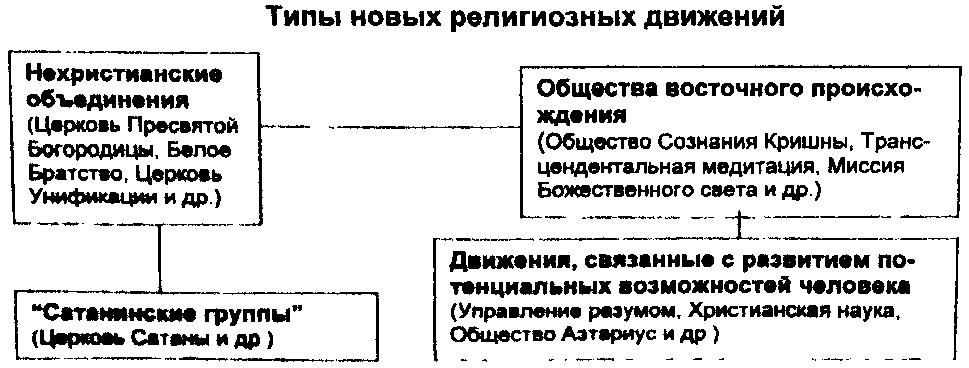 Типы новых религиозных движений
Нехристианские
объединения
(Церковь Пресвятой
Богородицы, Белое
Братство, Церковь
Унификации и др.)
Общества восточного происхо-
ждения
(Общество Сознания Кришны, Транс-
цендентальная медитация, Миссия
Божественного света и др.)
"Сатанинские группы"
(Церковь Сатаны и др )
Движения, связанные с развитием по-
тенциальных возможностей человека
(Управление разумом, Христианская наука,
Общество Азтариус и др )